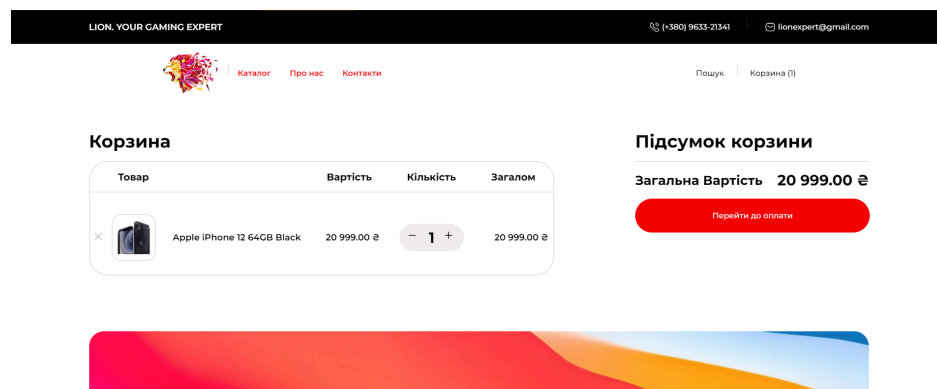 LION. YOUR GAMING EXPERT
(+380) 9633-21341
lionexpert@gmail.com
Каталог
Про нас
Контакти
Пошук
Корзина (1)
Корзина
Товар
Вартість
Кількість
Загалом
Apple iPhone 12 64GB Black
20 999.00 ₴
− 1 +
20 999.00 ₴
Підсумок корзини
Загальна Вартість 20 999.00 ₴
Перейти до оплати